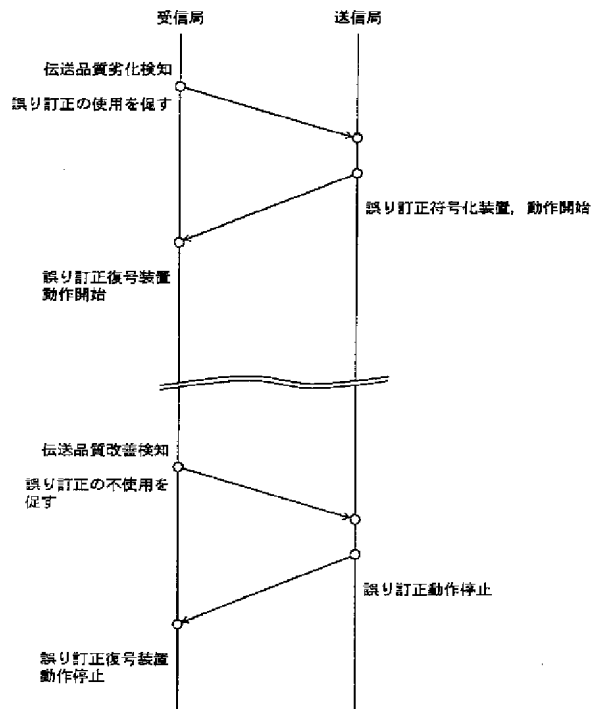 受信局
送信局
伝送品質劣化検知
誤り訂正の使用を促す
誤り訂正符号化装置，動作開始
誤り訂正復号装置
動作開始
伝送品質改善検知
誤り訂正の不使用を
促す
誤り訂正動作停止
誤り訂正復号装置
動作停止